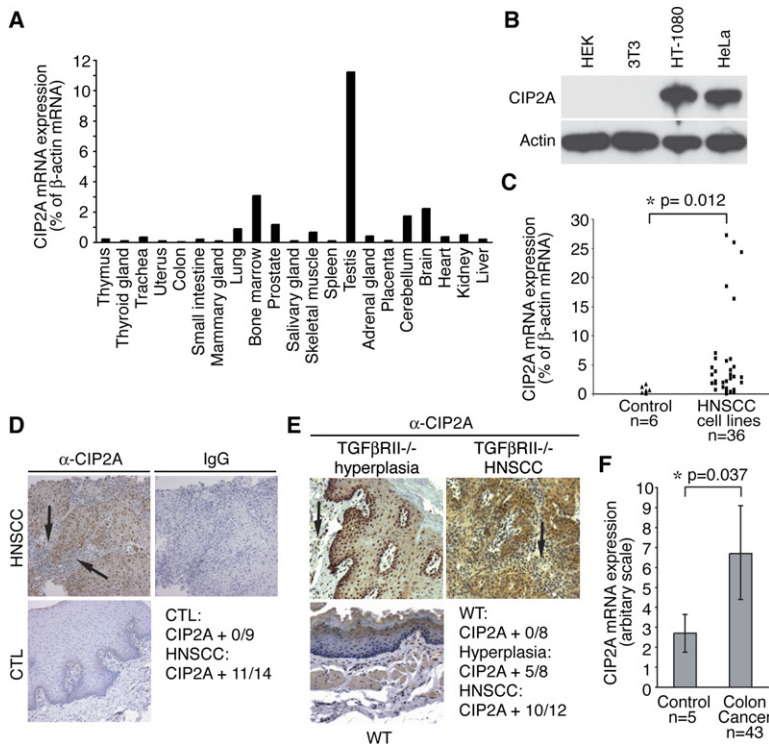 A
CIP2A mRNA expression
(% of β-actin mRNA)
12
10
8
6
4
2
0
Thymus
Thyroid gland
Trachea
Uterus
Colon
Small intestine
Mammary gland
Lung
Bone marrow
Prostate
Salivary gland
Skeletal muscle
Spleen
Testis
Adrenal gland
Placenta
Cerebellum
Brain
Heart
Kidney
Liver
B
HEK
3T3
HT-1080
HeLa
CIP2A
Actin
C
* p= 0.012
CIP2A mRNA expression
(% of β-actin mRNA)
30
25
20
15
10
5
0
Control
n=6
HNSCC
cell lines
n=36
D
α-CIP2A
IgG
HNSCC
CTL
CTL:
CIP2A + 0/9
HNSCC:
CIP2A + 11/14
E
α-CIP2A
TGFβRII-/-
hyperplasia
TGFβRII-/-
HNSCC
WT:
CIP2A + 0/8
Hyperplasia:
CIP2A + 5/8
HNSCC:
CIP2A + 10/12
WT
F
* p=0.037
CIP2A mRNA expression
(arbitary scale)
10
9
8
7
6
5
4
3
2
1
0
Control
n=5
Colon
Cancer
n=43